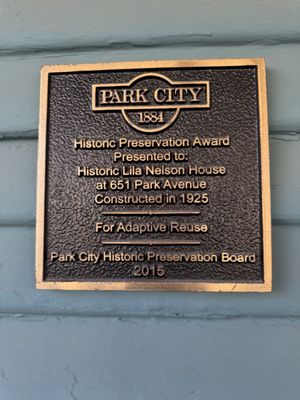 PARK CITY
1884
Historic Preservation Award
Presented to:
Historic Lila Nelson House
at 651 Park Avenue
Constructed in 1925
For Adaptive Reuse
Park City Historic Preservation Board
2015